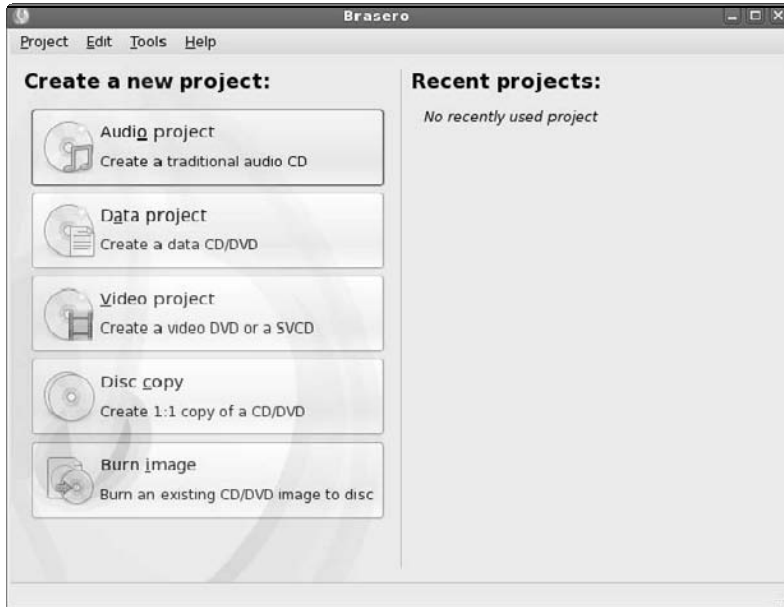 Brasero
Project Edit Tools Help
Create a new project:
Audio project
Create a traditional audio CD
Data project
Create a data CD/DVD
Video project
Create a video DVD or a SVCD
Disc copy
Create 1:1 copy of a CD/DVD
Burn image
Burn an existing CD/DVD image to disc
Recent projects:
No recently used project